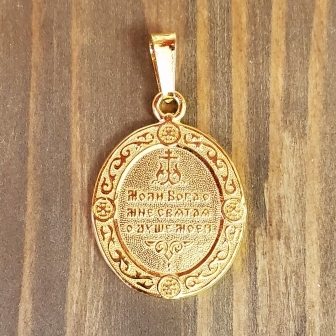 Моли Бога о
мне святая
о душе моей